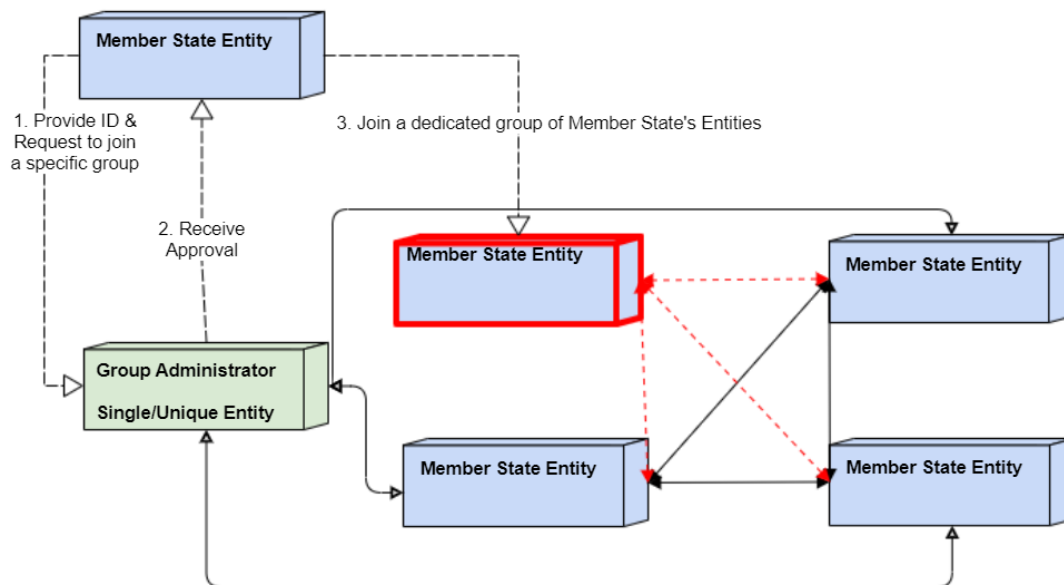 Member State Entity
1. Provide ID &
Request to join
a specific group
3. Join a dedicated group of Member State's Entities
2. Receive
Approval
Member State Entity
Member State Entity
Group Administrator
Single/Unique Entity
Member State Entity
Member State Entity